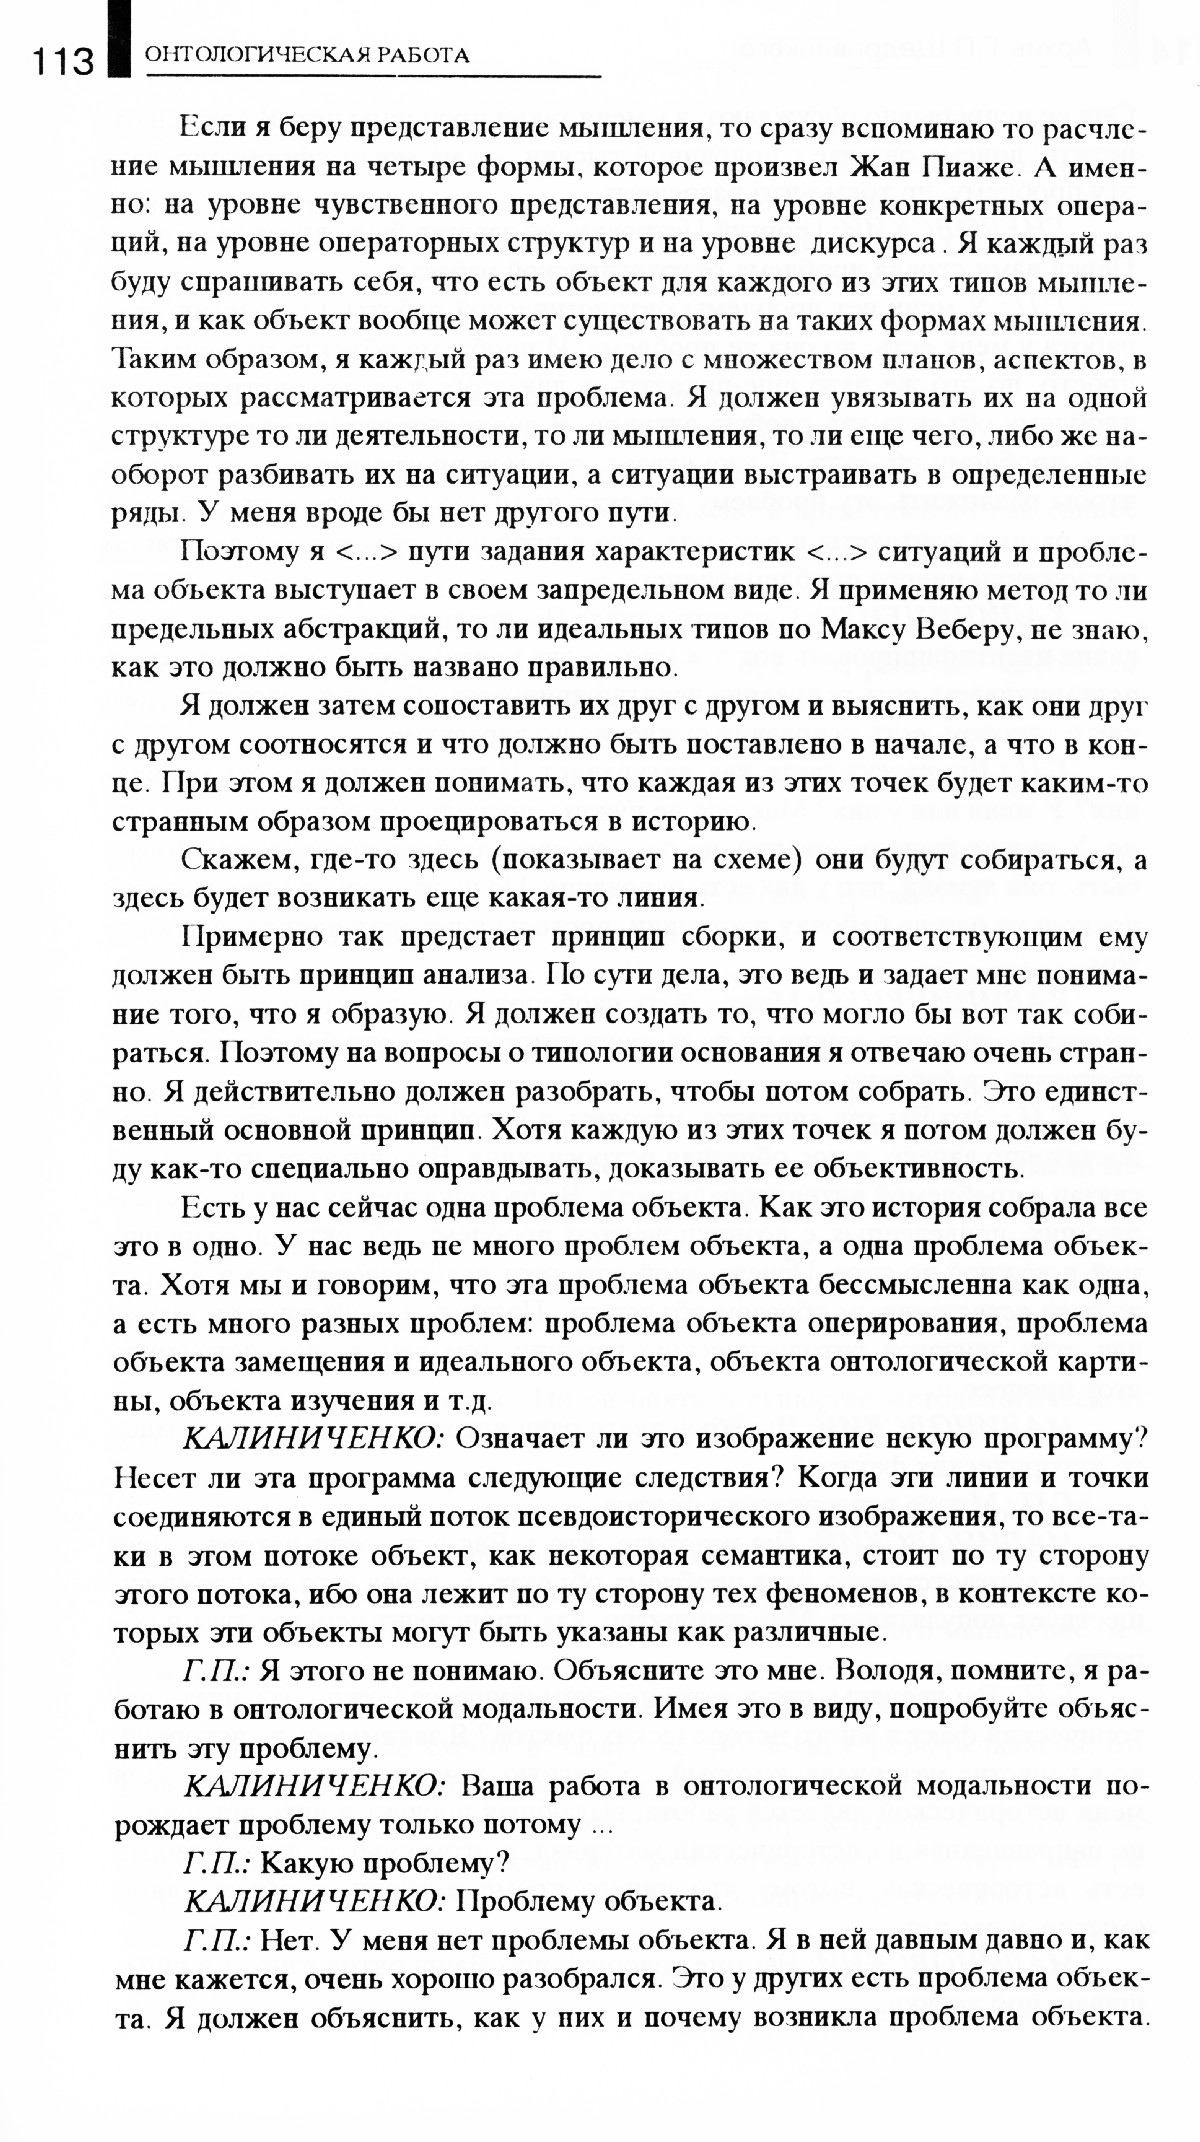 113 ОНТОЛОГИЧЕСКАЯ РАБОТА
Если я беру представление мышления, то сразу вспоминаю то расчле-
ние мышления на четыре формы, которое произвел Жан Пиаже. А имен-
но: на уровне чувственного представления, на уровне конкретных опера-
ций, на уровне операторных структур и на уровне дискурса . Я каждый раз
буду спрашивать себя, что есть объект для каждого из этих типов мышле-
ния, и как объект вообще может существовать на таких формах мышления.
Таким образом, я каждый раз имею дело с множеством планов, аспектов, в
которых рассматривается эта проблема. Я должен увязывать их на одной
структуре то ли деятельности, то ли мышления, то ли еще чего, либо же на-
оборот разбивать их на ситуации, а ситуации выстраивать в определенные
ряды. У меня вроде бы нет другого пути.
Поэтому я <...> пути задания характеристик <...> ситуаций и пробле-
ма объекта выступает в своем запредельном виде. Я применяю метод то ли
предельных абстракций, то ли идеальных типов по Максу Веберу, не знаю,
как это должно быть названо правильно.
Я должен затем сопоставить их друг с другом и выяснить, как они друг
с другом соотносятся и что должно быть поставлено в начале, а что в кон-
це. При этом я должен понимать, что каждая из этих точек будет каким-то
странным образом проецироваться в историю.
Скажем, где-то здесь (показывает на схеме) они будут собираться, а
здесь будет возникать еще какая-то линия.
Примерно так предстает принцип сборки, и соответствующим ему
должен быть принцип анализа. По сути дела, это ведь и задает мне понима-
ние того, что я образую. Я должен создать то, что могло бы вот так соби-
раться. Поэтому на вопросы о типологии основания я отвечаю очень стран-
но. Я действительно должен разобрать, чтобы потом собрать. Это единст-
венный основной принцип. Хотя каждую из этих точек я потом должен бу-
ду как-то специально оправдывать, доказывать ее объективность.
Есть у нас сейчас одна проблема объекта. Как это история собрала все
это в одно. У нас ведь не много проблем объекта, а одна проблема объек-
та. Хотя мы и говорим, что эта проблема объекта бессмысленна как одна,
а есть много разных проблем: проблема объекта оперирования, проблема
объекта замещения и идеального объекта, объекта онтологической карти-
ны, объекта изучения и т.д.
КАЛИНИЧЕНКО: Означает ли это изображение некую программу?
Несет ли эта программа следующие следствия? Когда эти линии и точки
соединяются в единый поток псевдоисторического изображения, то все-та-
ки в этом потоке объект, как некоторая семантика, стоит по ту сторону
этого потока, ибо она лежит по ту сторону тех феноменов, в контексте ко-
торых эти объекты могут быть указаны как различные.
Г.П.: Я этого не понимаю. Объясните это мне. Володя, помните, я ра-
ботаю в онтологической модальности. Имея это в виду, попробуйте объяс-
нить эту проблему.
КАЛИНИЧЕНКО: Ваша работа в онтологической модальности по-
рождает проблему только потому ...
Г.П.: Какую проблему?
КАЛИНИЧЕНКО: Проблему объекта.
Г.П.: Нет. У меня нет проблемы объекта. Я в ней давным давно и, как
мне кажется, очень хорошо разобрался. Это у других есть проблема объек-
та. Я должен объяснить, как у них и почему возникла проблема объекта.